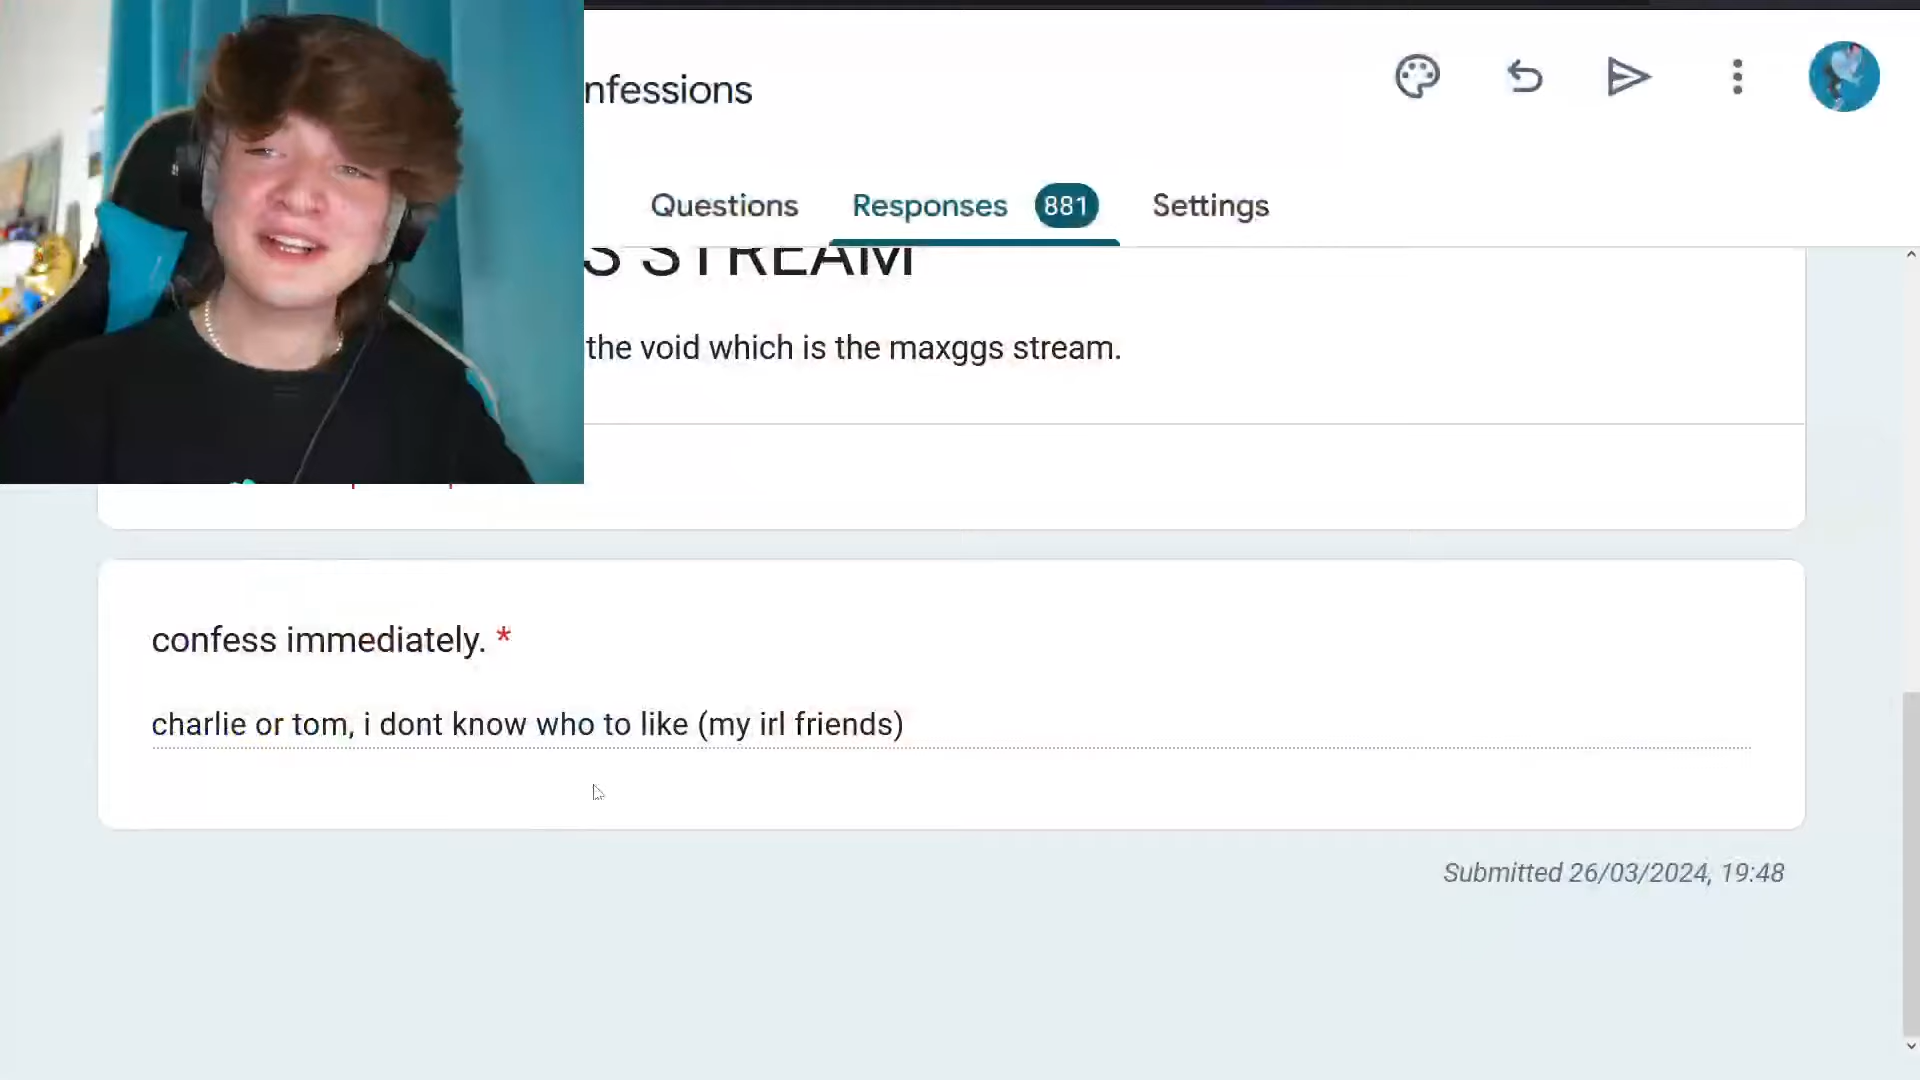 nfessions
Questions
Responses
881
Settings
S STREAM
the void which is the maxggs stream.
confess immediately. *
charlie or tom, i dont know who to like (my irl friends)
Submitted 26/03/2024, 19:48